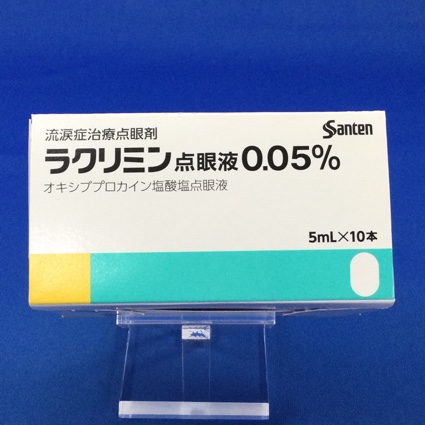 Santen
流涙症治療点眼剤
ラクリミン点眼液0.05%
オキシブプロカイン塩酸塩点眼液
5mL×10本